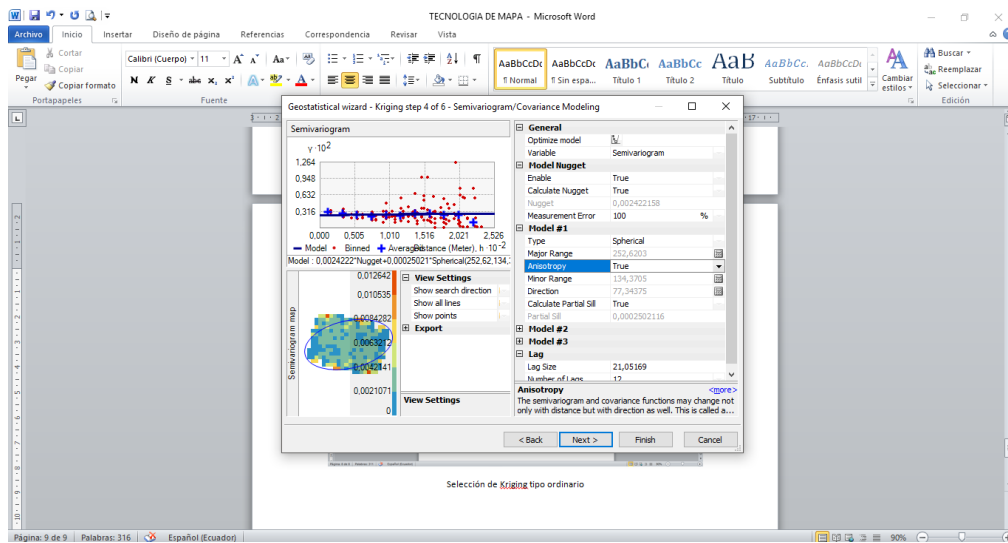 TECNOLOGIA DE MAPA - Microsoft Word
Archivo Inicio Insertar Diseño de página Referencias Correspondencia Revisar Vista
Pegar
Cortar
Copiar
Copiar formato
Portapapeles
Calibri (Cuerpo) 11
N K S abc x, x²
Fuente
AaBbCcDc AaBbCcDc AaBbC AaBbCc AaB AaBbCc. AaBbCcDc
¶ Normal ¶ Sin espa... Título 1 Título 2 Título Subtítulo Énfasis sutil
Cambiar estilos
Buscar
Reemplazar
Seleccionar
Edición
Geostatistical wizard - Kriging step 4 of 6 - Semivariogram/Covariance Modeling
Semivariogram
γ ·10²
1,264
0,948
0,632
0,316
0,000 0,505 1,010 1,516 2,021 2,526
Distance (Meter), h ·10⁻²
Model Binned Averaged
Model : 0,0024222*Nugget+0,00025021*Spherical(252,62,134,
Semivariogram map
0,012642
0,010535
0,0084282
0,0063212
0,0042141
0,0021071
0
View Settings
Show search direction
Show all lines
Show points
Export
View Settings
General
Optimize model
Variable Semivariogram
Model Nugget
Enable True
Calculate Nugget True
Nugget 0,002422158
Measurement Error 100 %
Model #1
Type Spherical
Major Range 252,6203
Anisotropy True
Minor Range 134,3705
Direction 77,34375
Calculate Partial Sill True
Partial Sill 0,0002502116
Model #2
Model #3
Lag
Lag Size 21,05169
Number of Lags 12
Anisotropy <more>
The semivariogram and covariance functions may change not
only with distance but with direction as well. This is called a...
< Back Next > Finish Cancel
Selección de Kriging tipo ordinario
Página: 9 de 9 Palabras: 316 Español (Ecuador) 90%